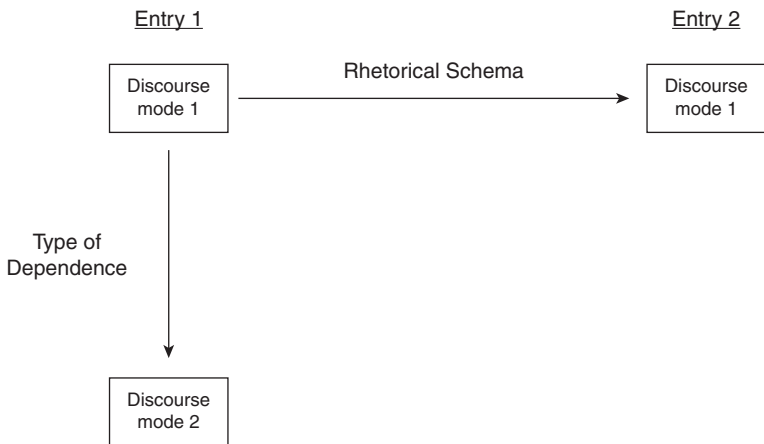 Entry 1
Entry 2
Rhetorical Schema
Discourse
mode 1
Discourse
mode 1
Type of
Dependence
Discourse
mode 2